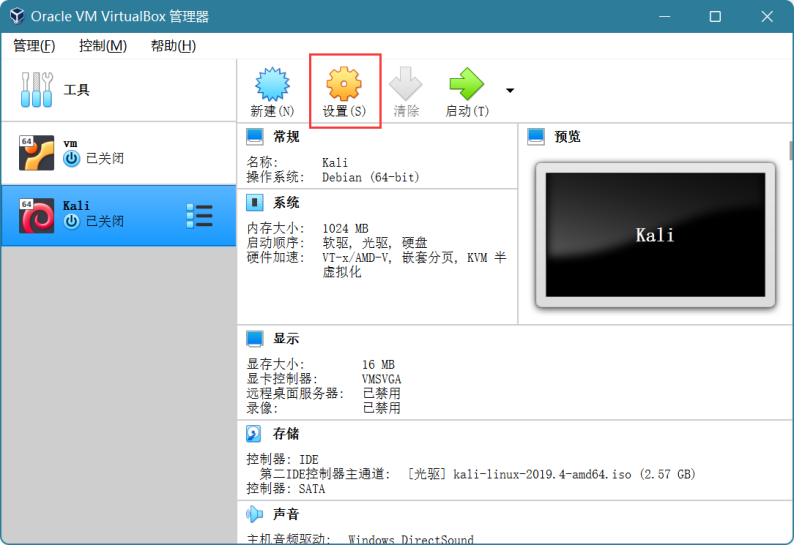 Oracle VM VirtualBox 管理器
管理(F) 控制(M) 帮助(H)
工具
新建(N) 设置(S) 清除 启动(T)
64
vm
已关闭
64
Kali
已关闭
常规
名称: Kali
操作系统: Debian (64-bit)
系统
内存大小: 1024 MB
启动顺序: 软驱, 光驱, 硬盘
硬件加速: VT-x/AMD-V, 嵌套分页, KVM 半
虚拟化
预览
Kali
显示
显存大小: 16 MB
显卡控制器: VMSVGA
远程桌面服务器: 已禁用
录像: 已禁用
存储
控制器: IDE
第二IDE控制器主通道: [光驱] kali-linux-2019.4-amd64.iso (2.57 GB)
控制器: SATA
声音
主机音频驱动: Windows DirectSound